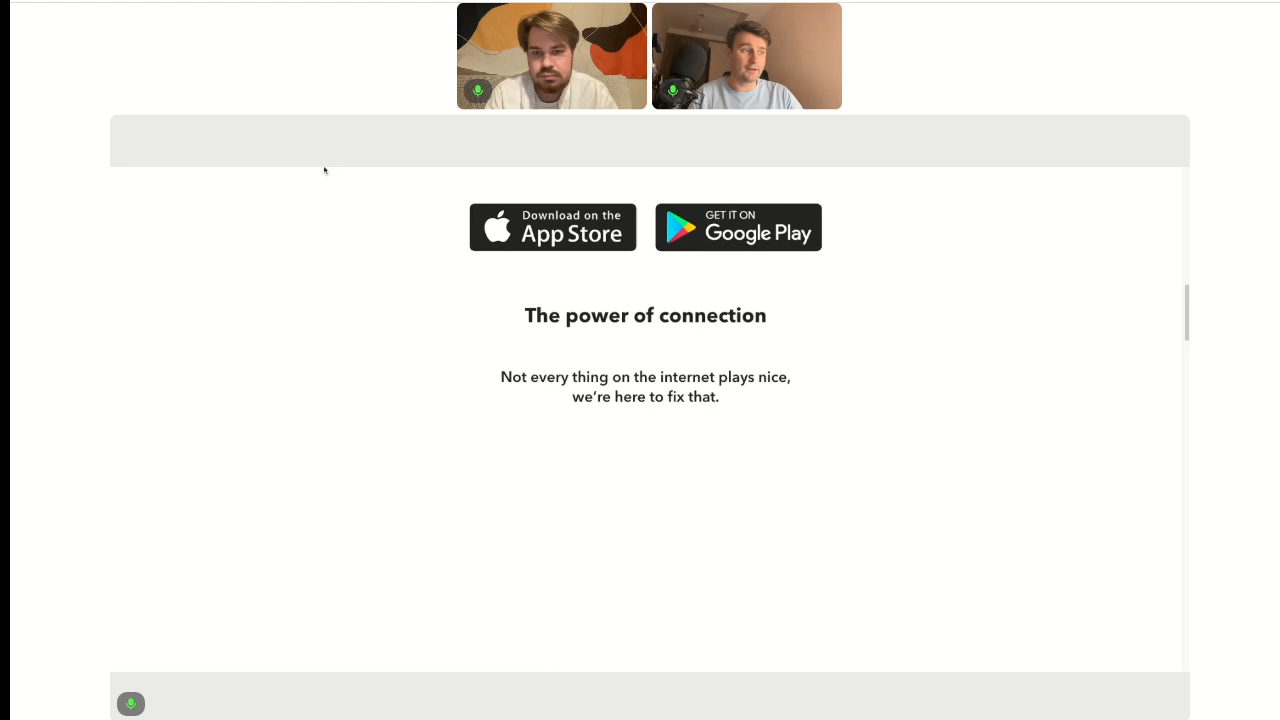 Download on the
App Store
GET IT ON
Google Play
The power of connection
Not every thing on the internet plays nice,
we’re here to fix that.